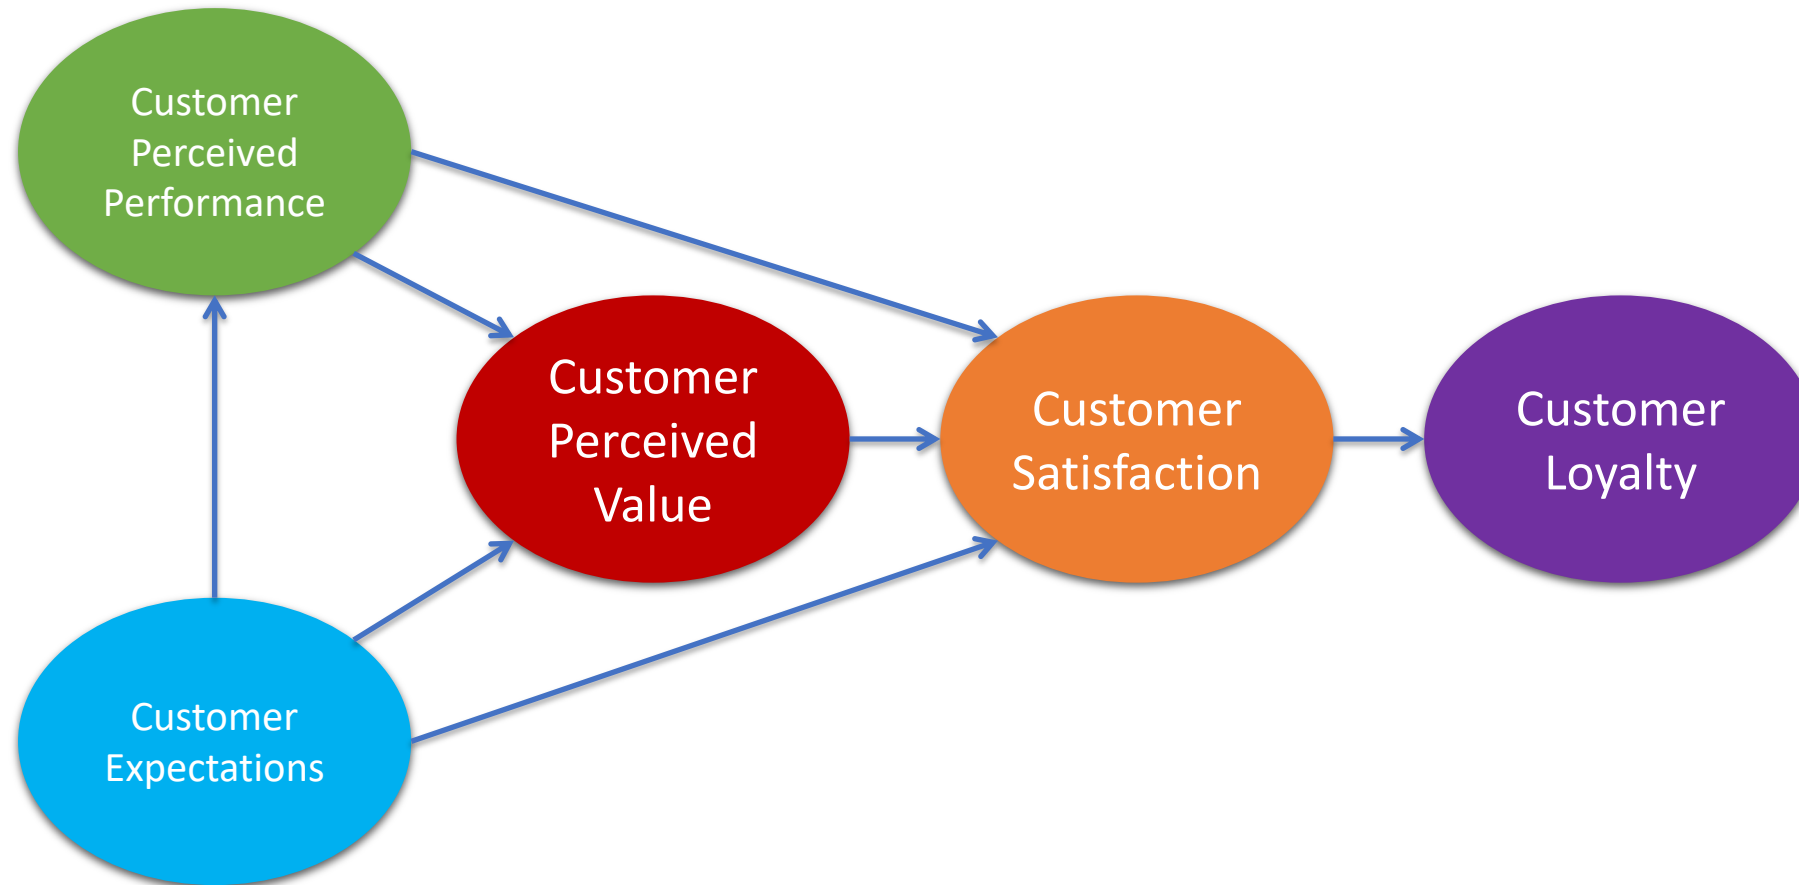 Customer
Perceived
Performance
Customer
Perceived
Value
Customer
Satisfaction
Customer
Loyalty
Customer
Expectations